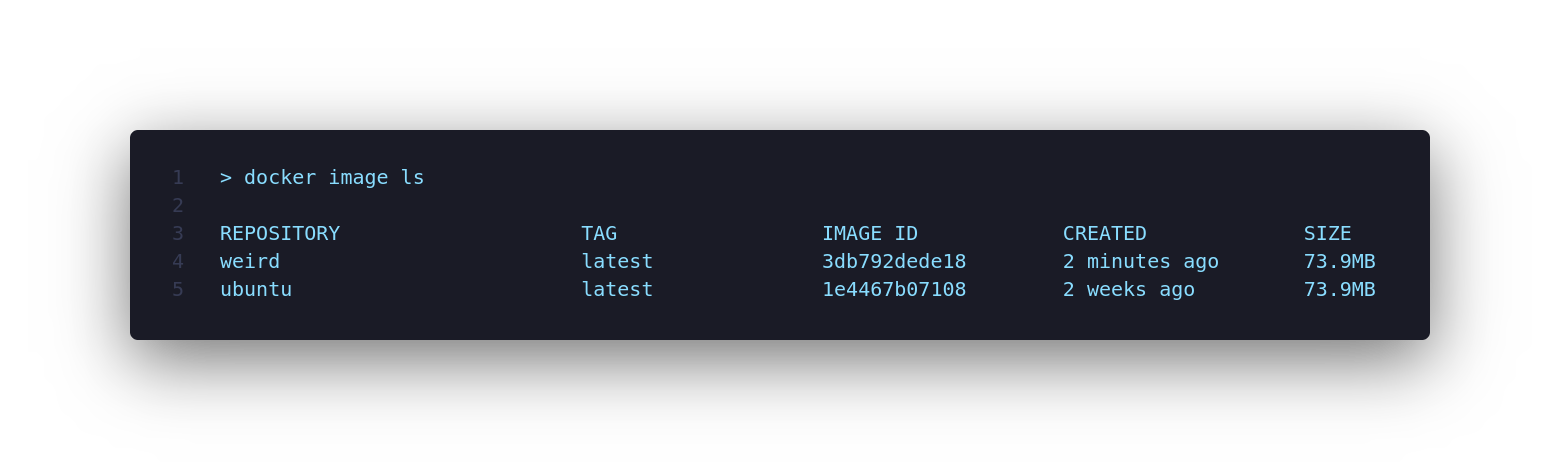 1 > docker image ls
2
3 REPOSITORY TAG IMAGE ID CREATED SIZE
4 weird latest 3db792dede18 2 minutes ago 73.9MB
5 ubuntu latest 1e4467b07108 2 weeks ago 73.9MB